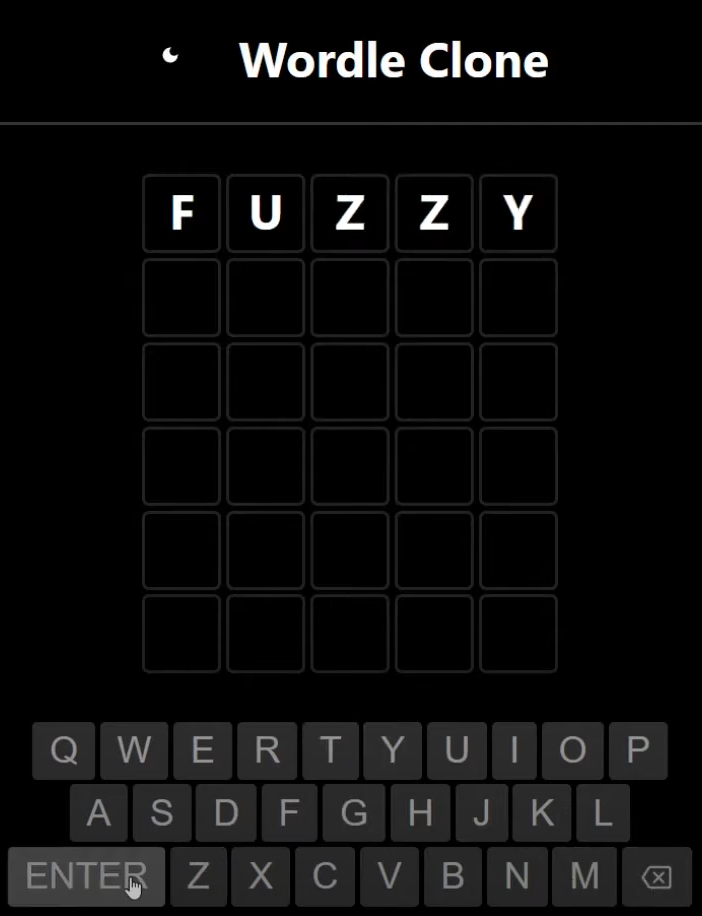 Wordle Clone
F U Z Z Y
Q W E R T Y U I O P
A S D F G H J K L
ENTER Z X C V B N M